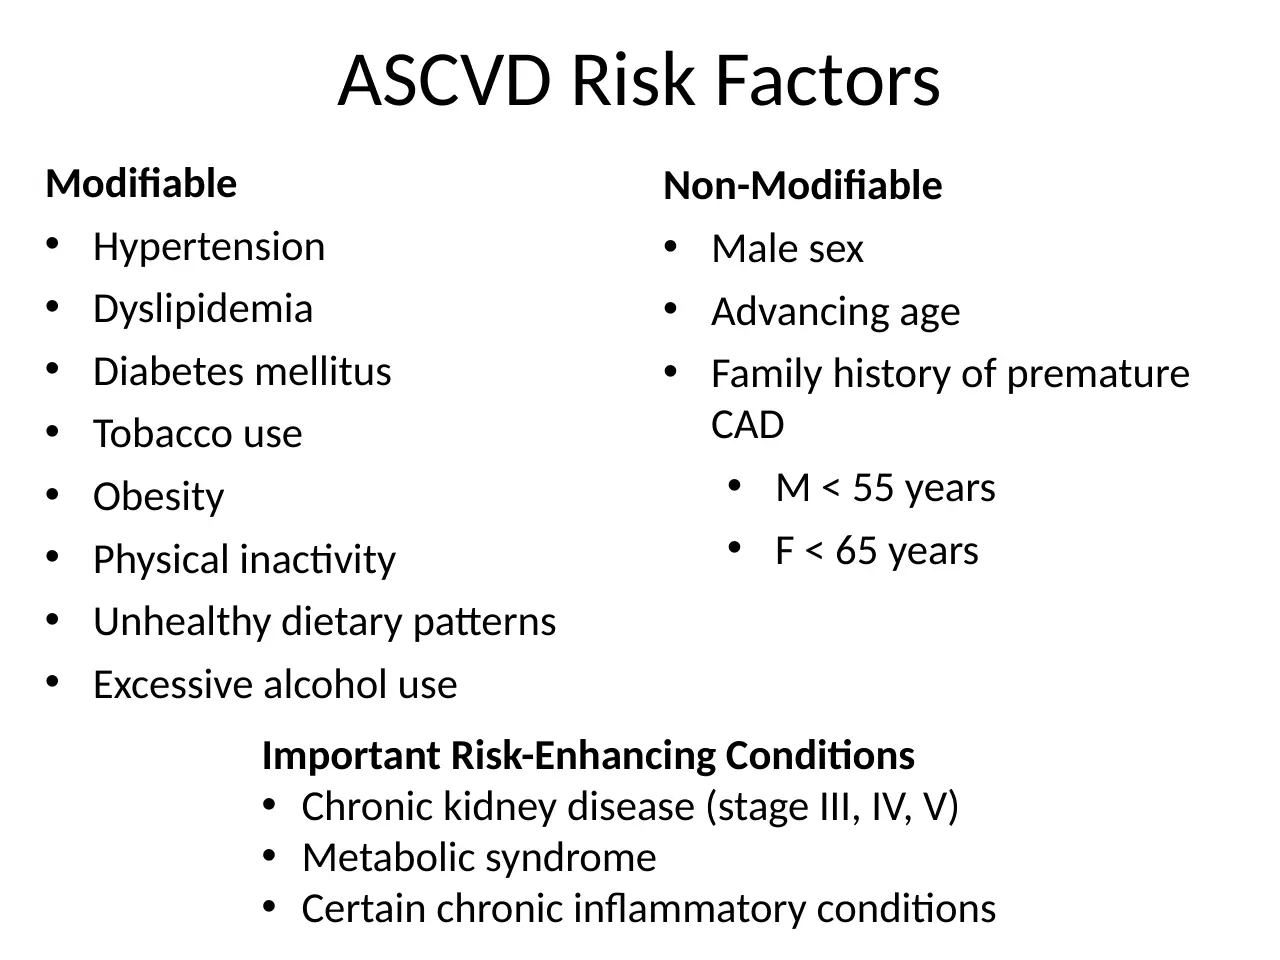 ASCVD Risk Factors
Modifiable
• Hypertension
• Dyslipidemia
• Diabetes mellitus
• Tobacco use
• Obesity
• Physical inactivity
• Unhealthy dietary patterns
• Excessive alcohol use
Non-Modifiable
• Male sex
• Advancing age
• Family history of premature
CAD
• M < 55 years
• F < 65 years
Important Risk-Enhancing Conditions
• Chronic kidney disease (stage III, IV, V)
• Metabolic syndrome
• Certain chronic inflammatory conditions